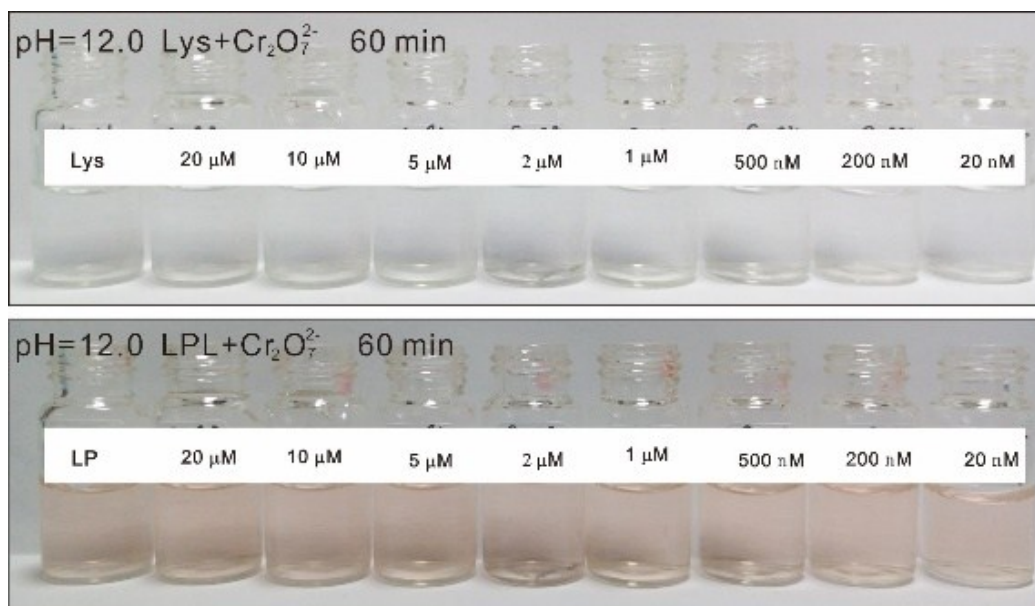 pH=12.0 Lys+Cr₂O₇²⁻ 60 min
Lys 20 μM 10 μM 5 μM 2 μM 1 μM 500 nM 200 nM 20 nM
pH=12.0 LPL+Cr₂O₇²⁻ 60 min
LP 20 μM 10 μM 5 μM 2 μM 1 μM 500 nM 200 nM 20 nM